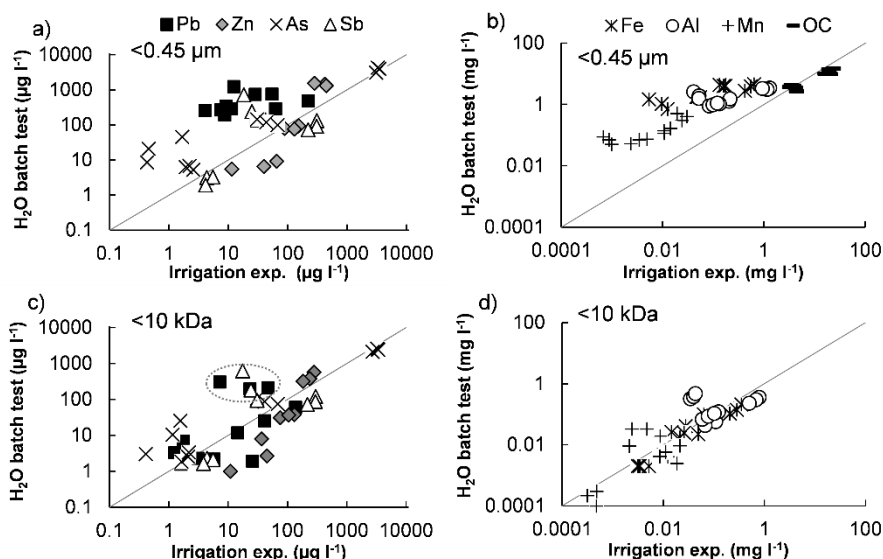 Pb Zn As Sb
a) <0.45 µm
10000
1000
100
10
1
0.1
H₂O batch test (µg l⁻¹)
0.1 1 10 100 1000 10000
Irrigation exp. (µg l⁻¹)
Fe Al Mn OC
b) <0.45 µm
100
1
0.01
0.0001
H₂O batch test (mg l⁻¹)
0.0001 0.01 1 100
Irrigation exp. (mg l⁻¹)
c) <10 kDa
10000
1000
100
10
1
0.1
H₂O batch test (µg l⁻¹)
0.1 1 10 100 1000 10000
Irrigation exp. (µg l⁻¹)
d) <10 kDa
100
1
0.01
0.0001
H₂O batch test (mg l⁻¹)
0.0001 0.01 1 100
Irrigation exp. (mg l⁻¹)